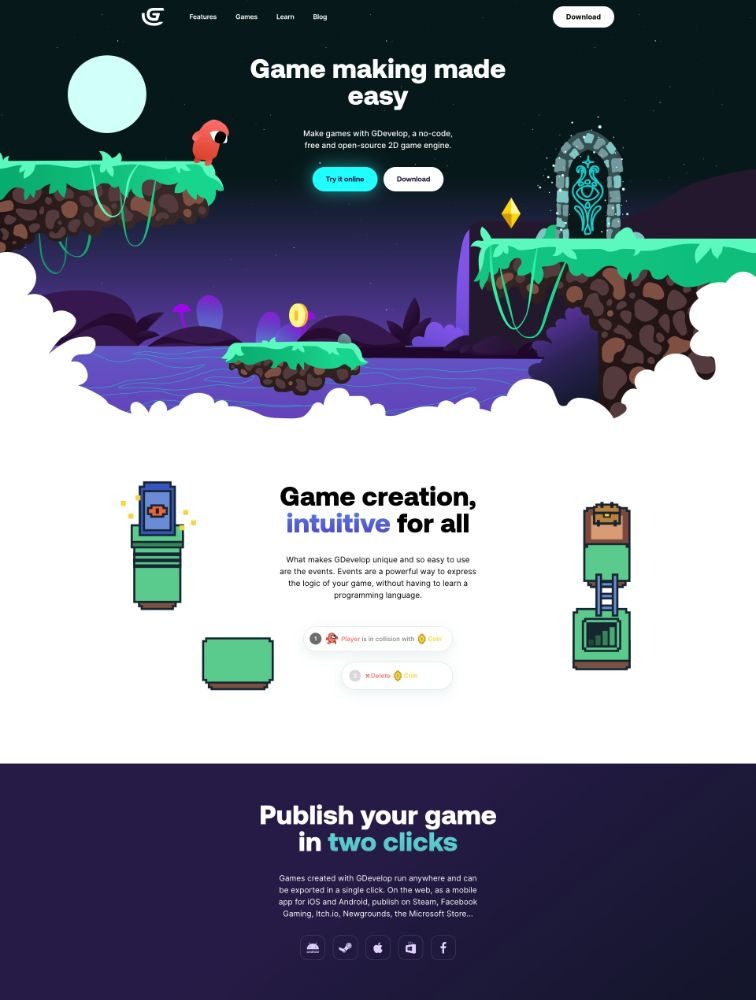 Features Games Learn Blog Download
Game making made
easy
Make games with GDevelop, a no-code,
free and open-source 2D game engine.
Try it online Download
Game creation,
intuitive for all
What makes GDevelop unique and so easy to use
are the events. Events are a powerful way to express
the logic of your game, without having to learn a
programming language.
1 Player is in collision with Coin
Delete Coin
Publish your game
in two clicks
Games created with GDevelop run anywhere and can
be exported in a single click. On the web, as a mobile
app for iOS and Android, publish on Steam, Facebook
Gaming, Itch.io, Newgrounds, the Microsoft Store...